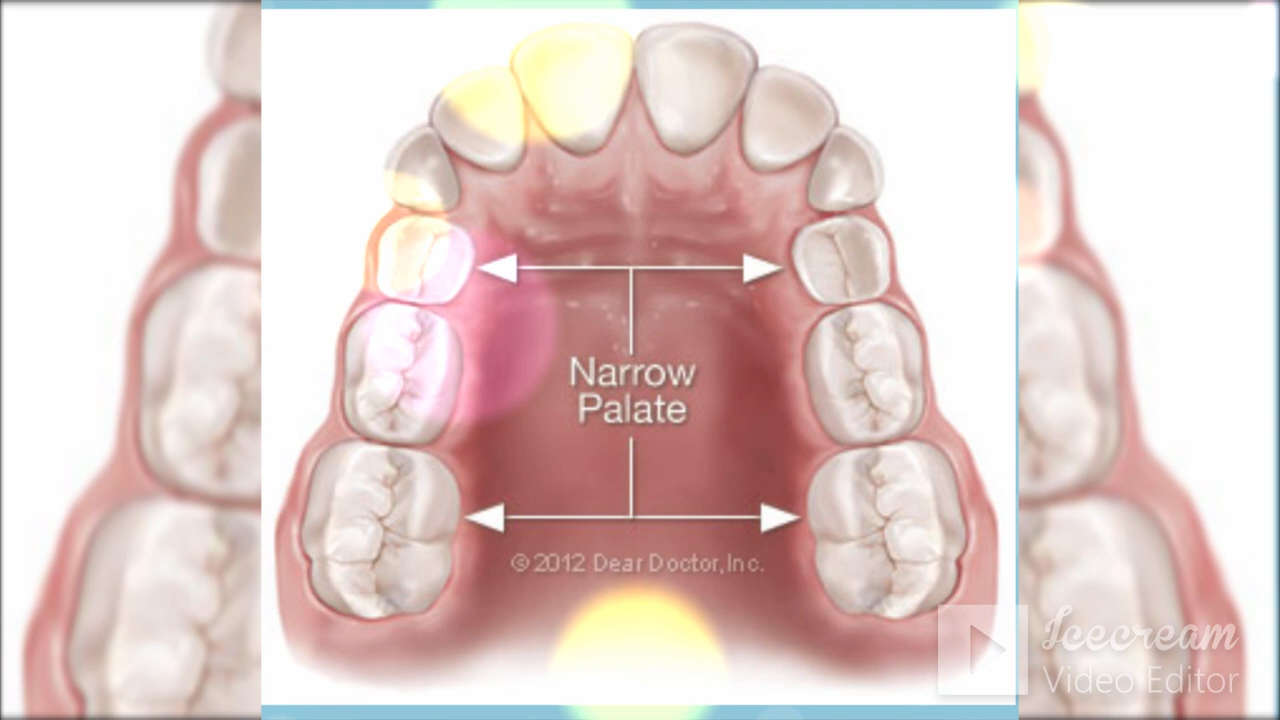 Narrow
Palate
© 2012 Dear Doctor, Inc.
Icecream
Video Editor